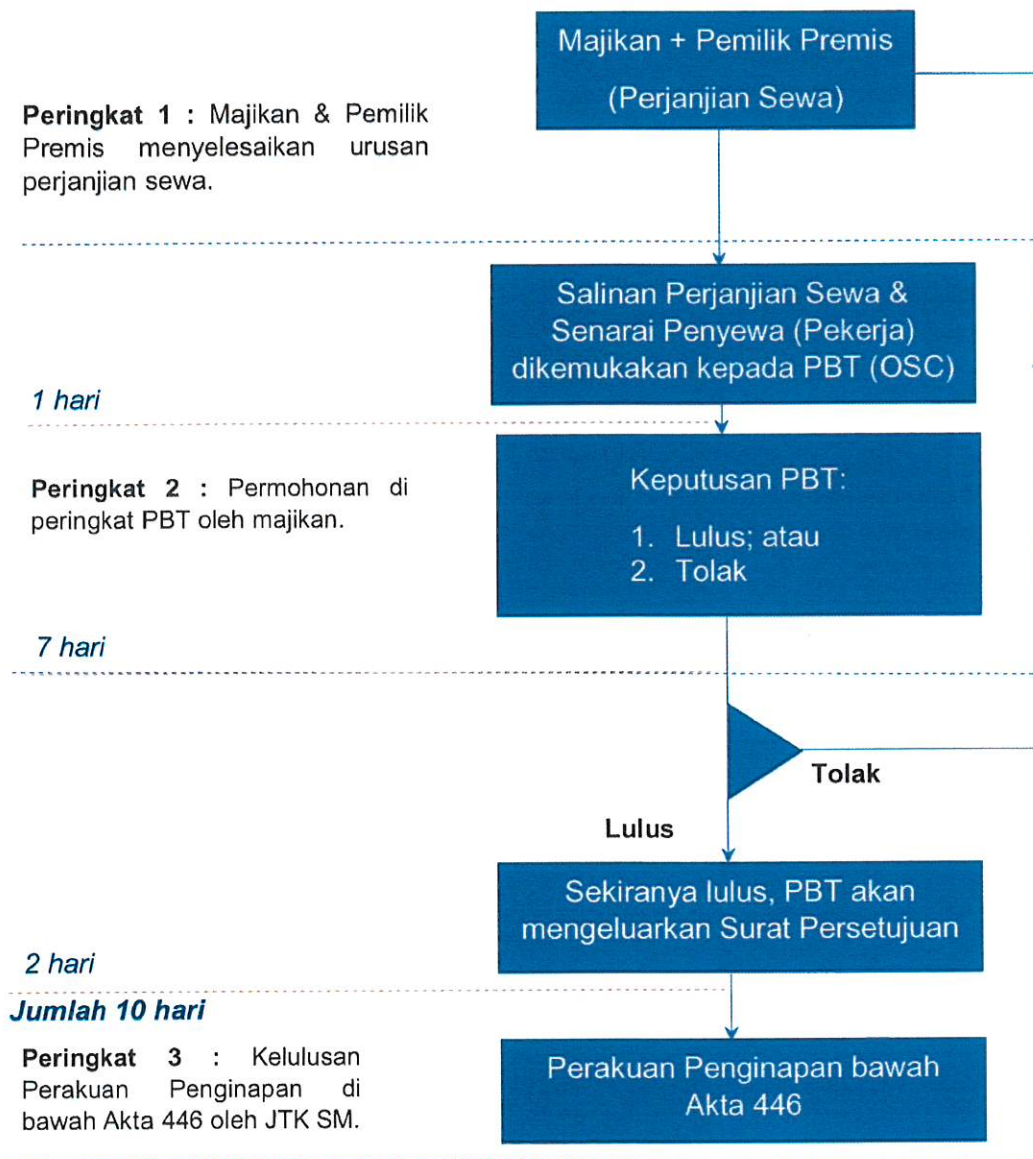 Majikan + Pemilik Premis
(Perjanjian Sewa)
Peringkat 1 : Majikan & Pemilik
Premis menyelesaikan urusan
perjanjian sewa.
Salinan Perjanjian Sewa &
Senarai Penyewa (Pekerja)
dikemukakan kepada PBT (OSC)
1 hari
Peringkat 2 : Permohonan di
peringkat PBT oleh majikan.
Keputusan PBT:
1. Lulus; atau
2. Tolak
7 hari
Tolak
Lulus
Sekiranya lulus, PBT akan
mengeluarkan Surat Persetujuan
2 hari
Jumlah 10 hari
Peringkat 3 : Kelulusan
Perakuan Penginapan di
bawah Akta 446 oleh JTK SM.
Perakuan Penginapan bawah
Akta 446